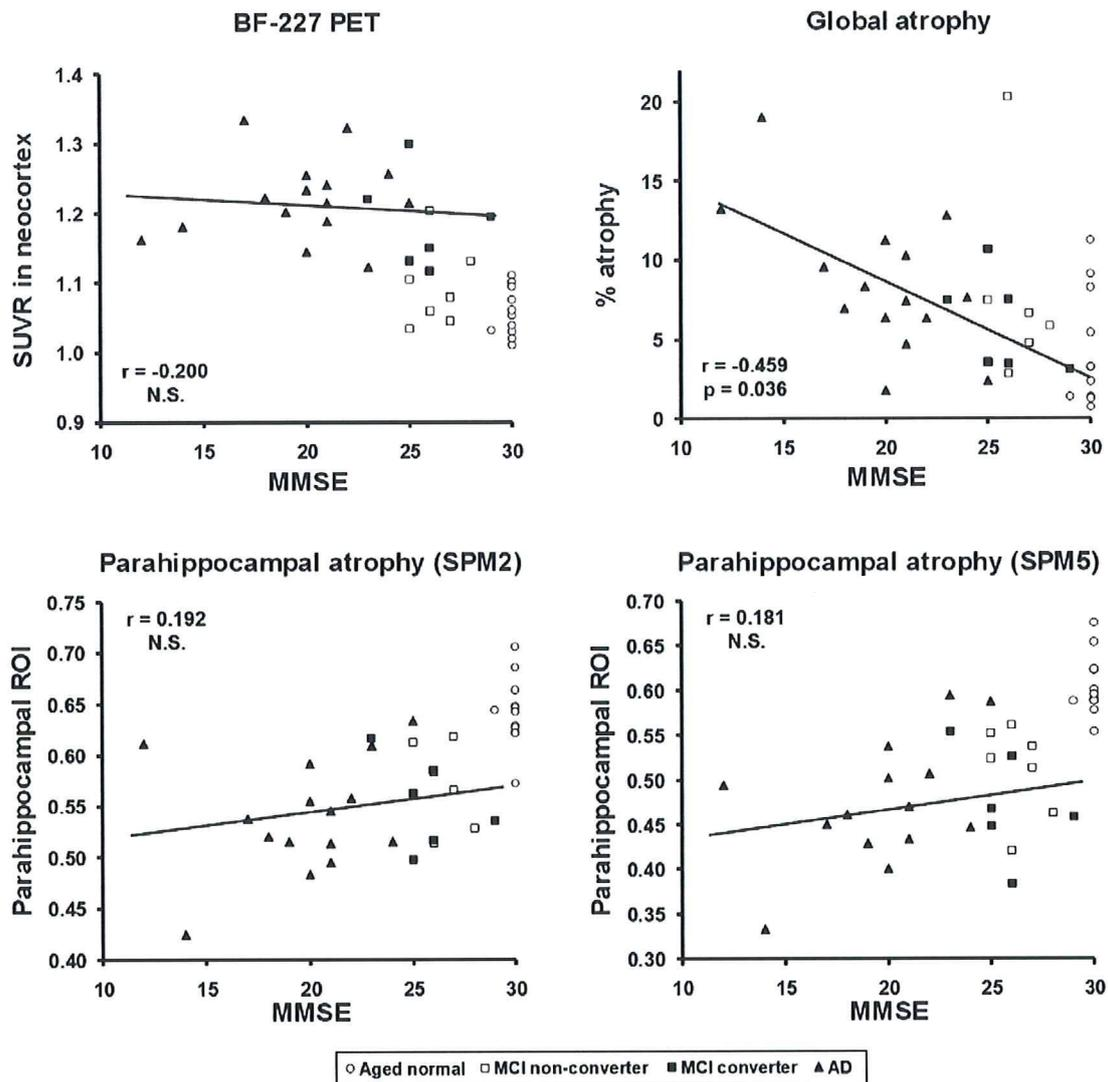 BF-227 PET
SUVR in neocortex
1.4
1.3
1.2
1.1
1.0
0.9
r = -0.200
N.S.
10 15 20 25 30
MMSE
Global atrophy
% atrophy
20
15
10
5
0
r = -0.459
p = 0.036
10 15 20 25 30
MMSE
Parahippocampal atrophy (SPM2)
Parahippocampal ROI
0.75
0.70
0.65
0.60
0.55
0.50
0.45
0.40
r = 0.192
N.S.
10 15 20 25 30
MMSE
Parahippocampal atrophy (SPM5)
Parahippocampal ROI
0.70
0.65
0.60
0.55
0.50
0.45
0.40
0.35
0.30
r = 0.181
N.S.
10 15 20 25 30
MMSE
Aged normal MCI non-converter MCI converter AD